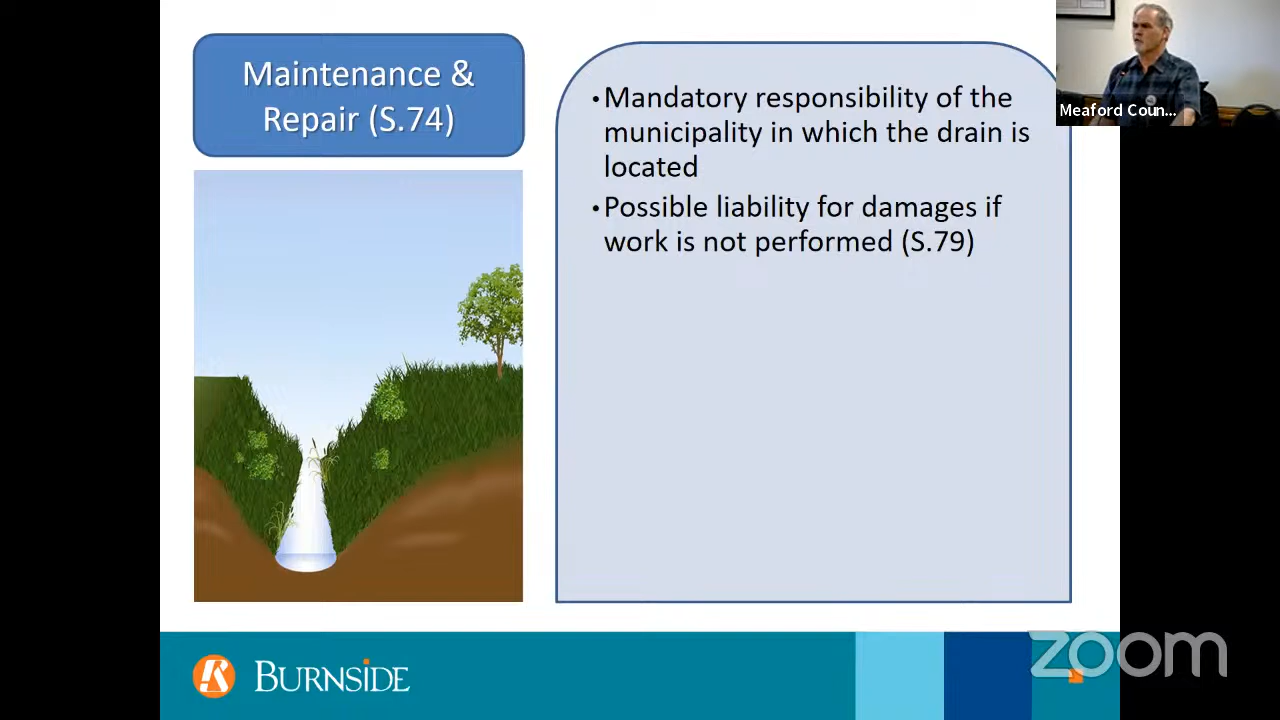 Maintenance &
Repair (S.74)
•Mandatory responsibility of the
municipality in which the drain is
located
•Possible liability for damages if
work is not performed (S.79)
Meaford Coun...
BURNSIDE
zoom